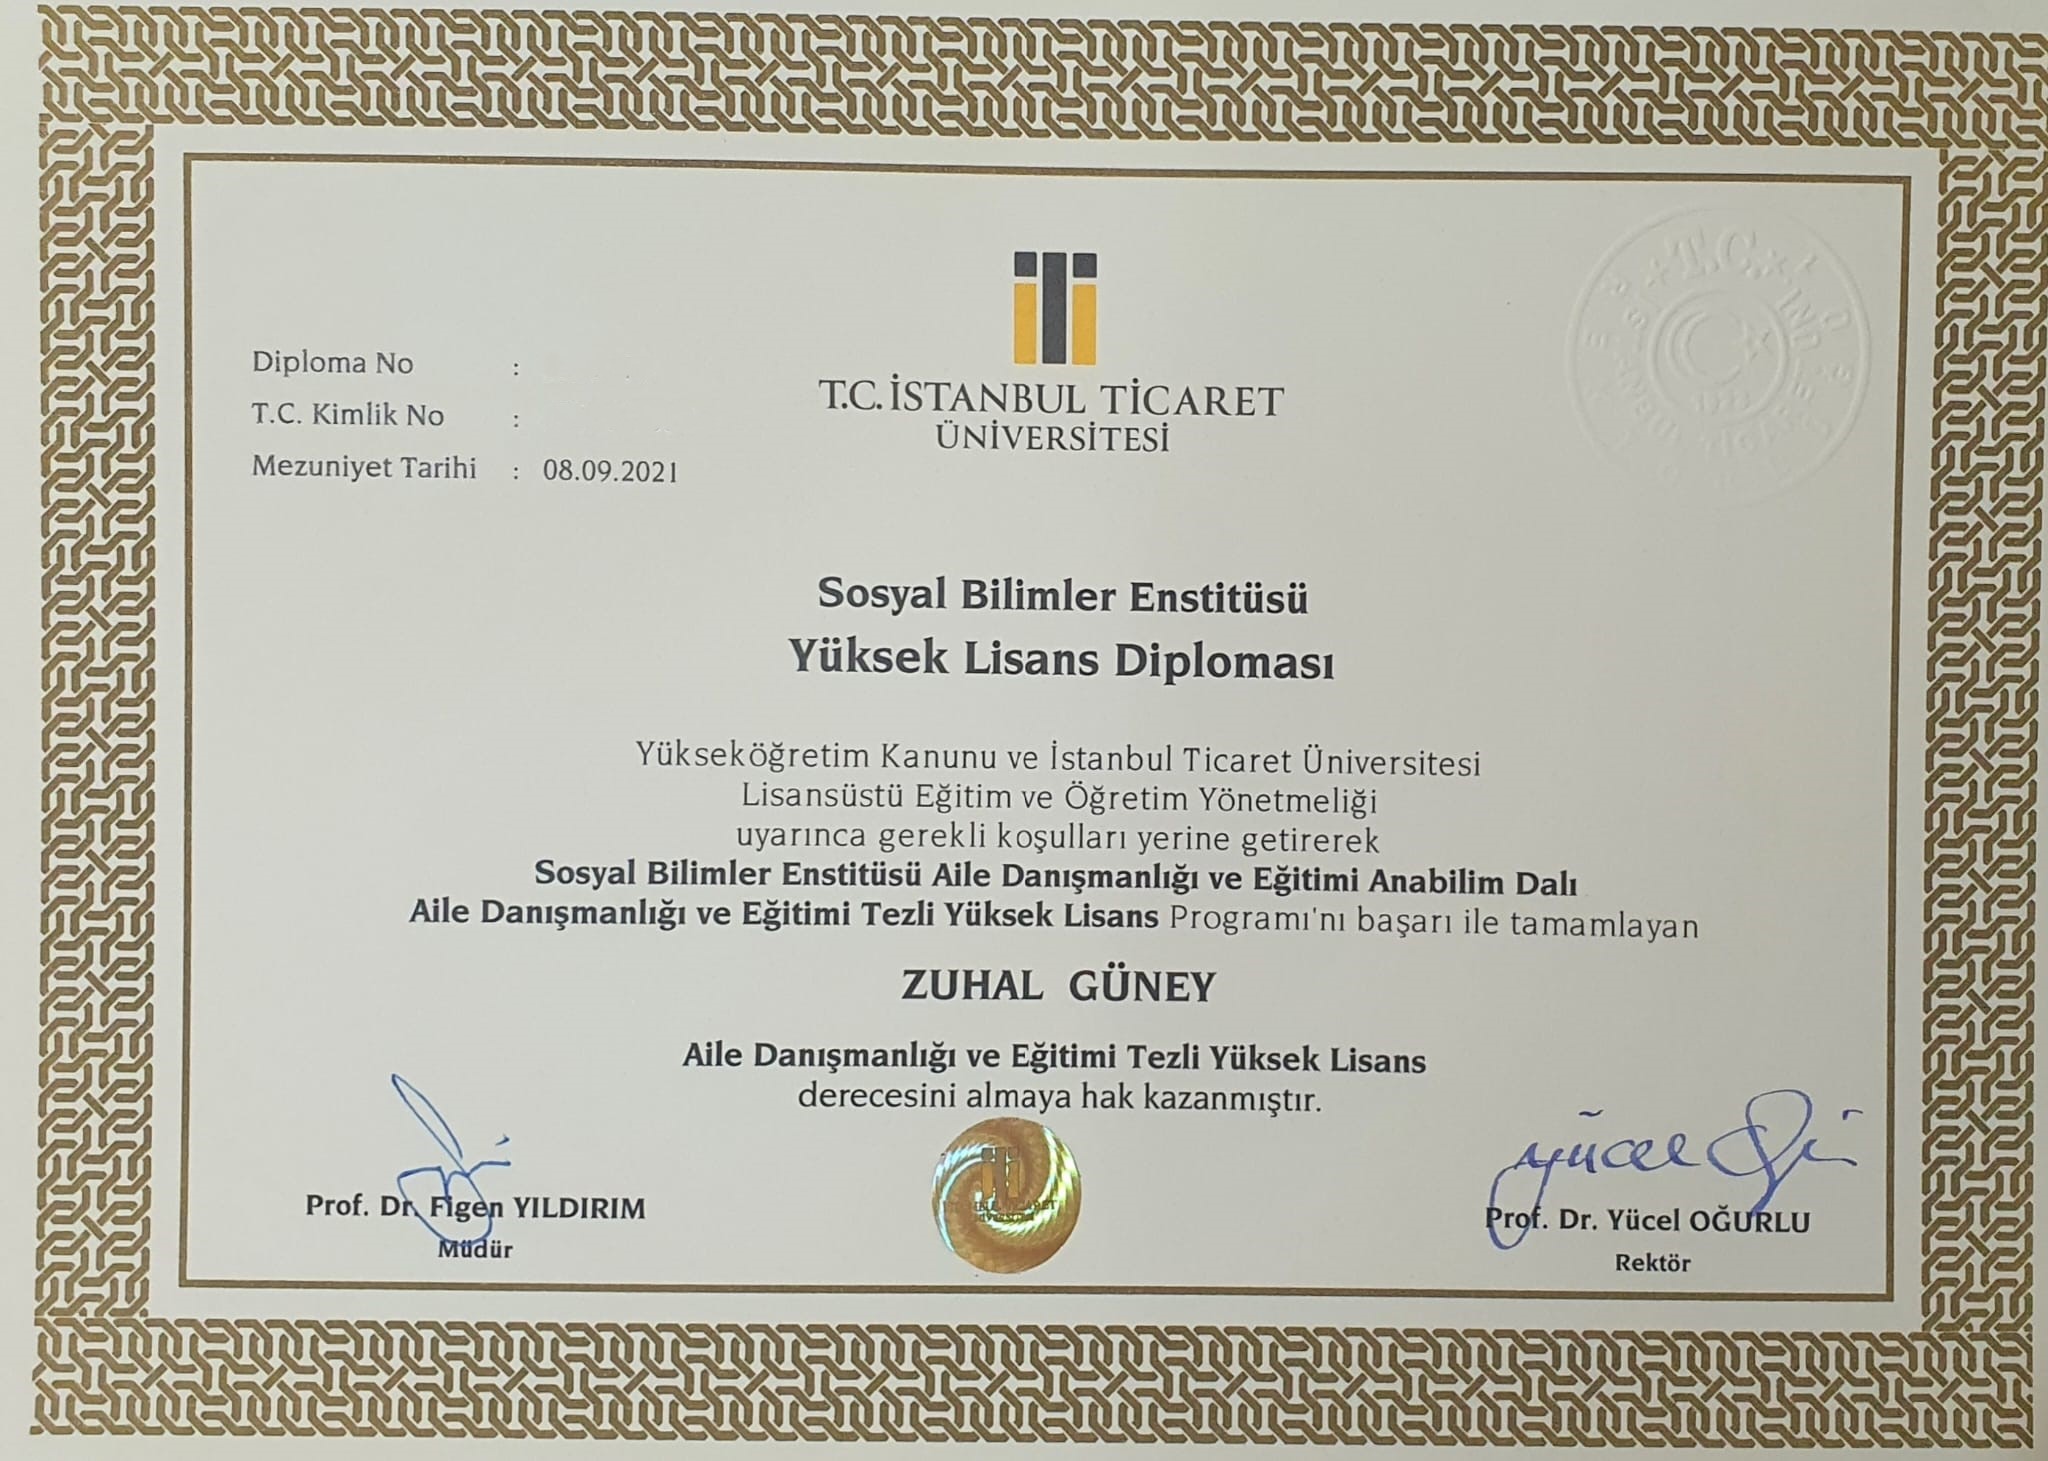 T.C. İSTANBUL TİCARET
ÜNİVERSİTESİ
Diploma No :
T.C. Kimlik No :
Mezuniyet Tarihi : 08.09.2021
T.C.
Sosyal Bilimler Enstitüsü
Yüksek Lisans Diploması
Yükseköğretim Kanunu ve İstanbul Ticaret Üniversitesi
Lisansüstü Eğitim ve Öğretim Yönetmeliği
uyarınca gerekli koşulları yerine getirerek
Sosyal Bilimler Enstitüsü Aile Danışmanlığı ve Eğitimi Anabilim Dalı
Aile Danışmanlığı ve Eğitimi Tezli Yüksek Lisans Programı'nı başarı ile tamamlayan
ZUHAL GÜNEY
Aile Danışmanlığı ve Eğitimi Tezli Yüksek Lisans
derecesini almaya hak kazanmıştır.
Prof. Dr. Figen YILDIRIM
Müdür
yücel
Prof. Dr. Yücel OĞURLU
Rektör